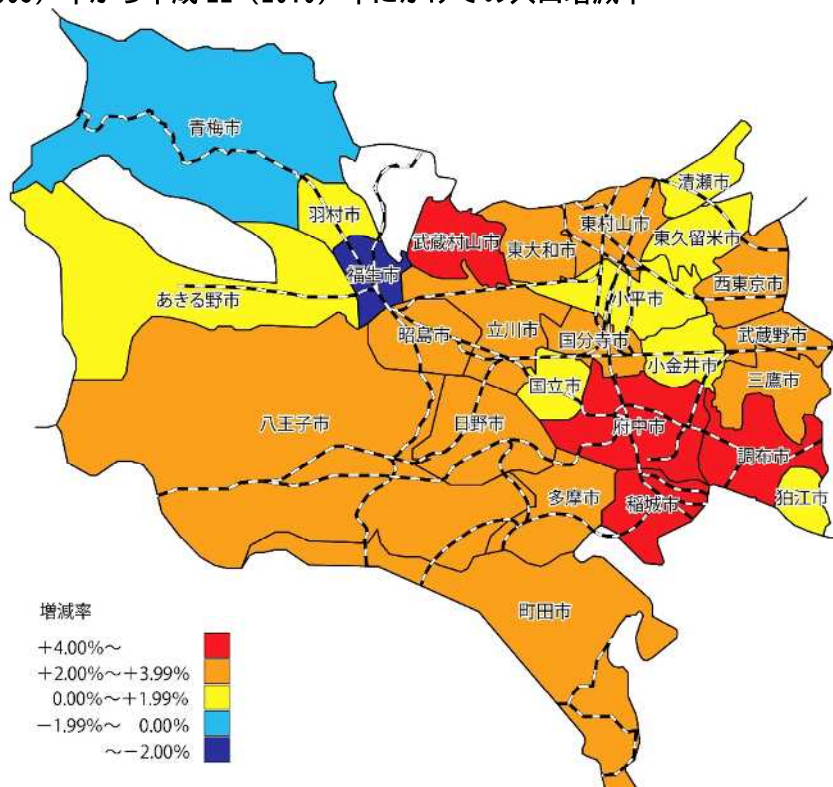 青梅市
羽村市
福生市
あきる野市
武蔵村山市
東大和市
東村山市
清瀬市
東久留米市
西東京市
小平市
昭島市
立川市
国分寺市
武蔵野市
小金井市
三鷹市
国立市
八王子市
日野市
府中市
調布市
多摩市
稲城市
狛江市
町田市
増減率
+4.00%~
+2.00%~+3.99%
0.00%~+1.99%
-1.99%~ 0.00%
~-2.00%